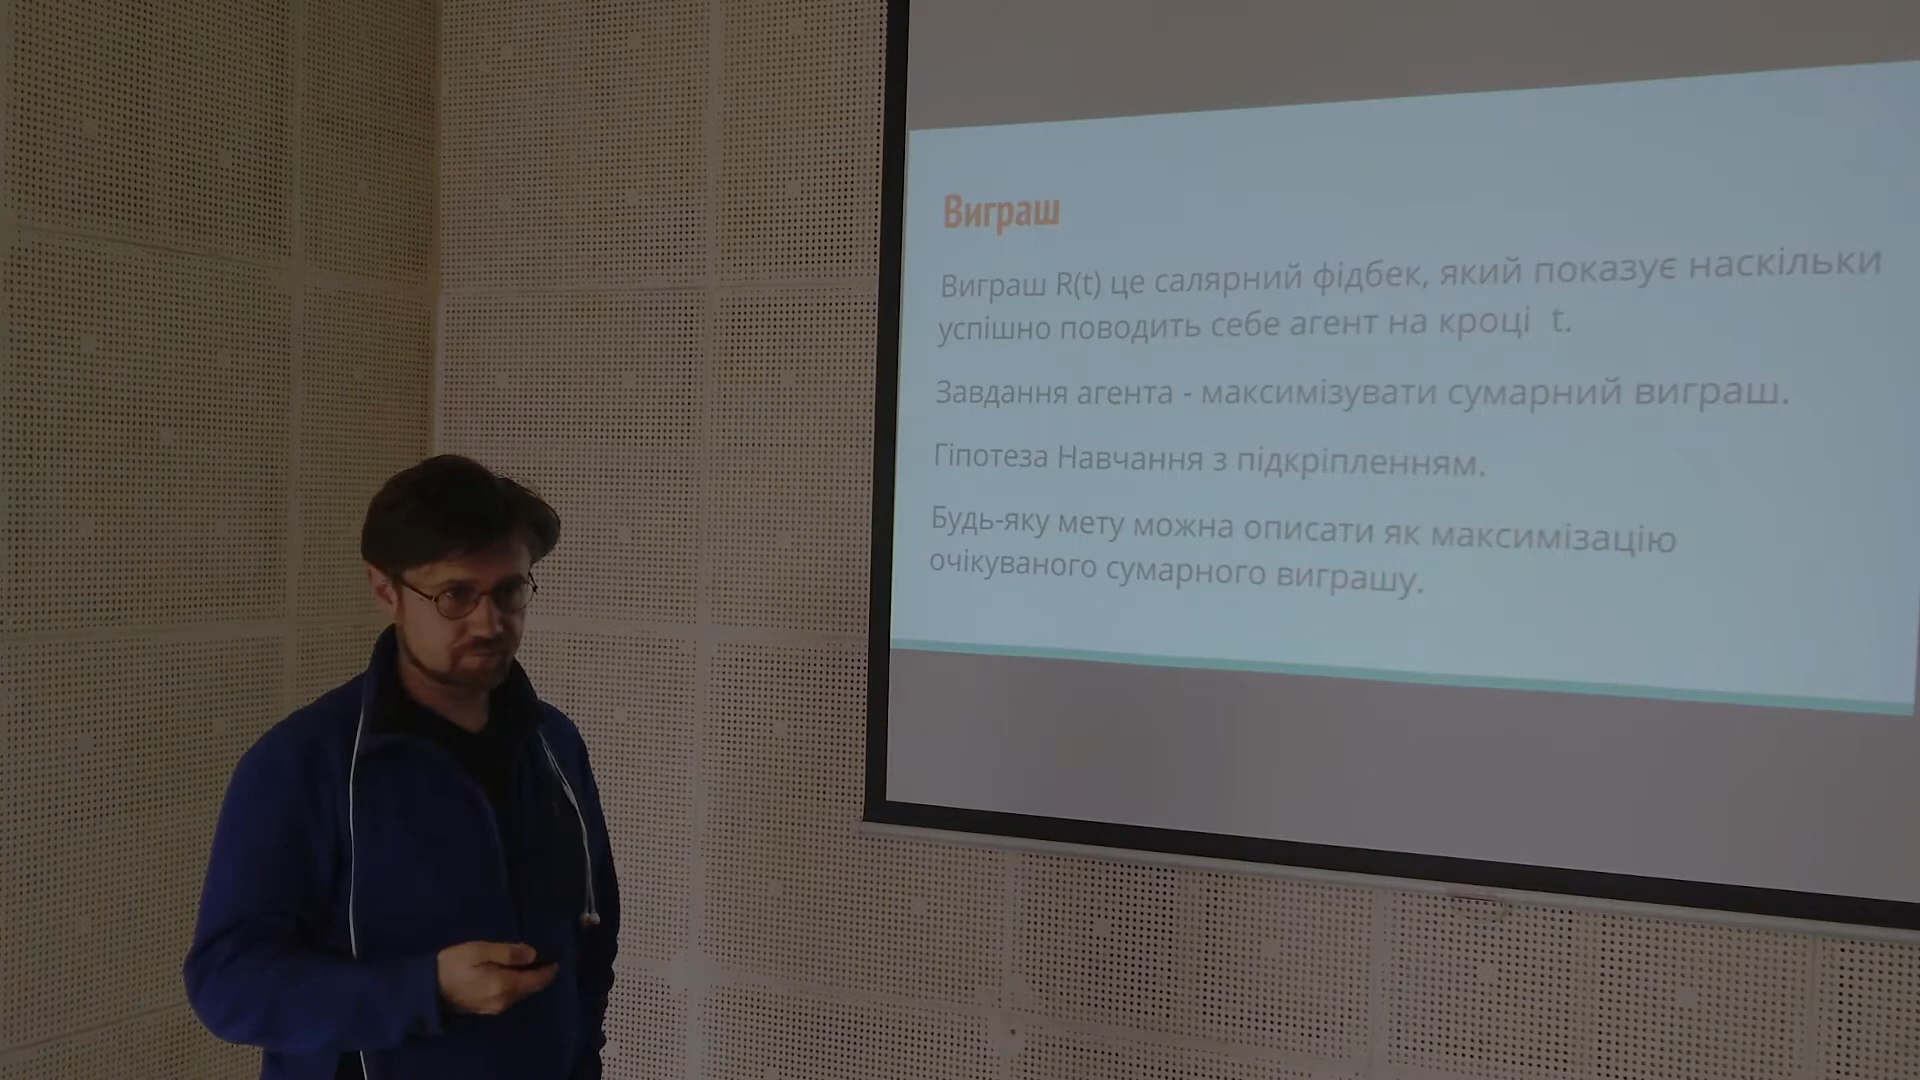 Виграш
Виграш R(t) це салярний фідбек, який показує наскільки
успішно поводить себе агент на кроці t.
Завдання агента - максимізувати сумарний виграш.
Гіпотеза Навчання з підкріпленням.
Будь-яку мету можна описати як максимізацію
очікуваного сумарного виграшу.